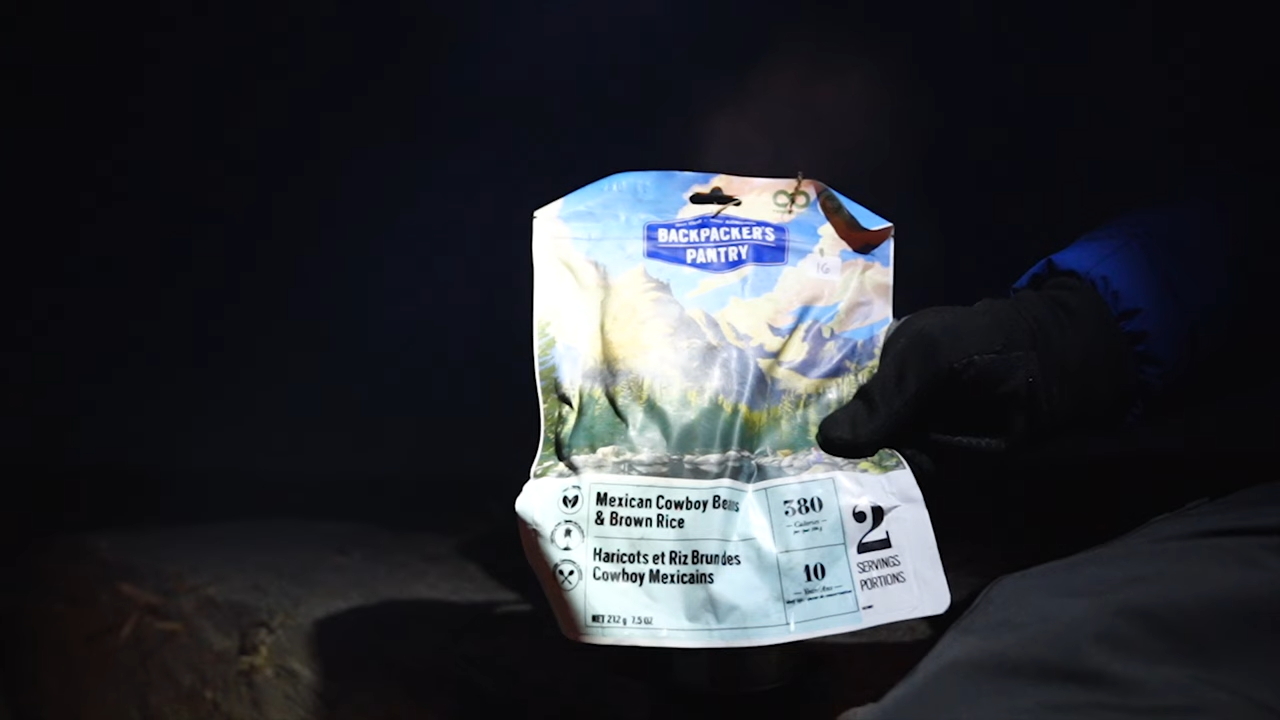 BACKPACKER'S
PANTRY
16
Mexican Cowboy Beans
& Brown Rice
Haricots et Riz Brun des
Cowboy Mexicains
NET 212 g 7.5 OZ
380
Calories
10
2
SERVINGS
PORTIONS